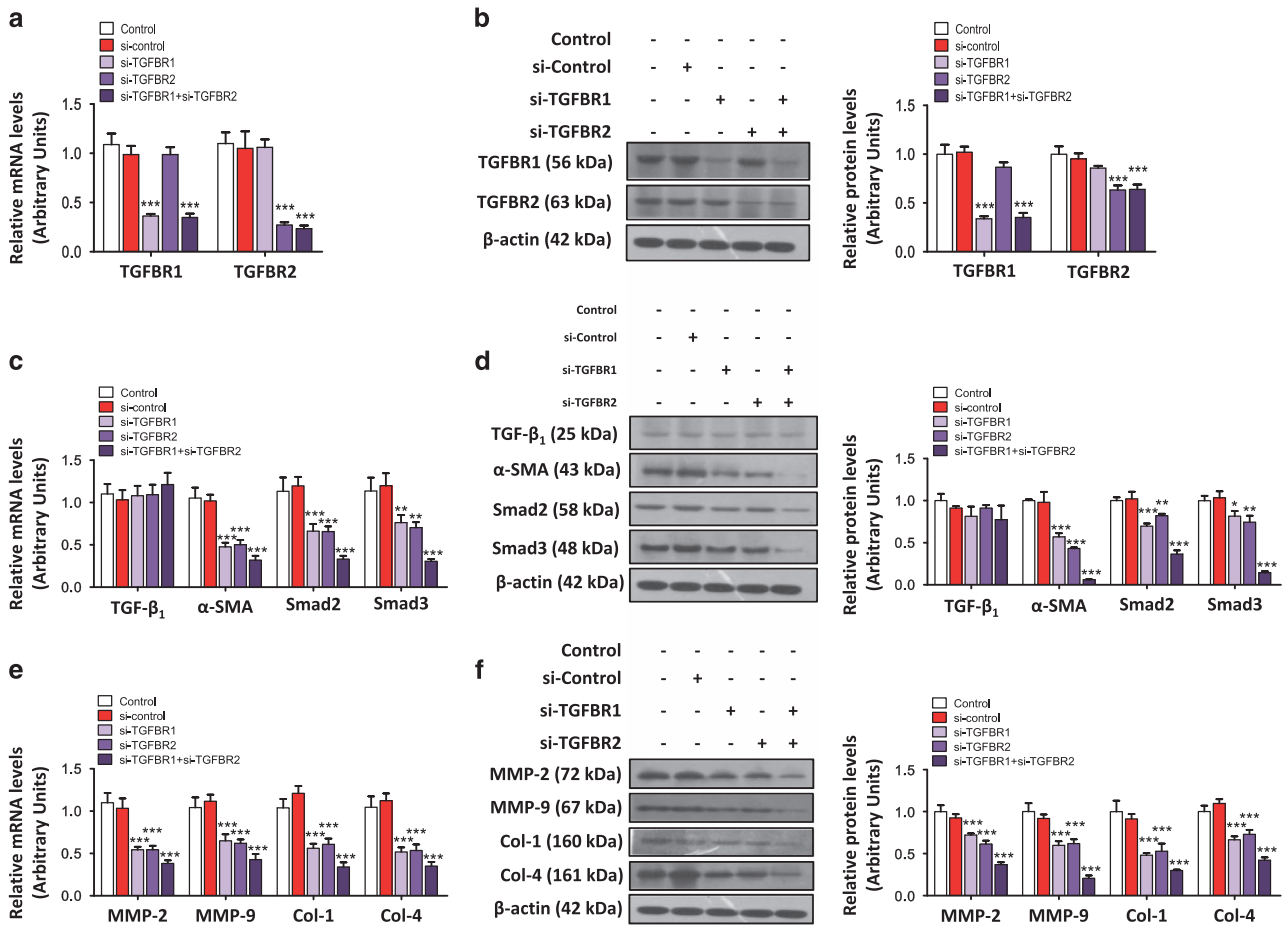 a
Control
si-control
si-TGFBR1
si-TGFBR2
si-TGFBR1+si-TGFBR2
Relative mRNA levels
(Arbitrary Units)
1.5
1.0
0.5
0.0
***
***
***
***
TGFBR1
TGFBR2
b
Control - - - - -
si-Control - + - - -
si-TGFBR1 - - + - +
si-TGFBR2 - - - + +
TGFBR1 (56 kDa)
TGFBR2 (63 kDa)
β-actin (42 kDa)
Control
si-control
si-TGFBR1
si-TGFBR2
si-TGFBR1+si-TGFBR2
Relative protein levels
(Arbitrary Units)
1.5
1.0
0.5
0.0
***
***
***
***
TGFBR1
TGFBR2
c
Control
si-control
si-TGFBR1
si-TGFBR2
si-TGFBR1+si-TGFBR2
Relative mRNA levels
(Arbitrary Units)
1.5
1.0
0.5
0.0
***
***
***
***
***
***
**
**
***
TGF-β₁
α-SMA
Smad2
Smad3
d
Control - - - - -
si-Control - + - - -
si-TGFBR1 - - + - +
si-TGFBR2 - - - + +
TGF-β₁ (25 kDa)
α-SMA (43 kDa)
Smad2 (58 kDa)
Smad3 (48 kDa)
β-actin (42 kDa)
Control
si-control
si-TGFBR1
si-TGFBR2
si-TGFBR1+si-TGFBR2
Relative protein levels
(Arbitrary Units)
1.5
1.0
0.5
0.0
***
***
***
***
**
***
*
**
***
TGF-β₁
α-SMA
Smad2
Smad3
e
Control
si-control
si-TGFBR1
si-TGFBR2
si-TGFBR1+si-TGFBR2
Relative mRNA levels
(Arbitrary Units)
1.5
1.0
0.5
0.0
***
***
***
***
***
***
***
***
***
***
***
***
MMP-2
MMP-9
Col-1
Col-4
f
Control - - - - -
si-Control - + - - -
si-TGFBR1 - - + - +
si-TGFBR2 - - - + +
MMP-2 (72 kDa)
MMP-9 (67 kDa)
Col-1 (160 kDa)
Col-4 (161 kDa)
β-actin (42 kDa)
Control
si-control
si-TGFBR1
si-TGFBR2
si-TGFBR1+si-TGFBR2
Relative protein levels
(Arbitrary Units)
1.5
1.0
0.5
0.0
***
***
***
***
***
***
***
***
***
***
***
***
MMP-2
MMP-9
Col-1
Col-4